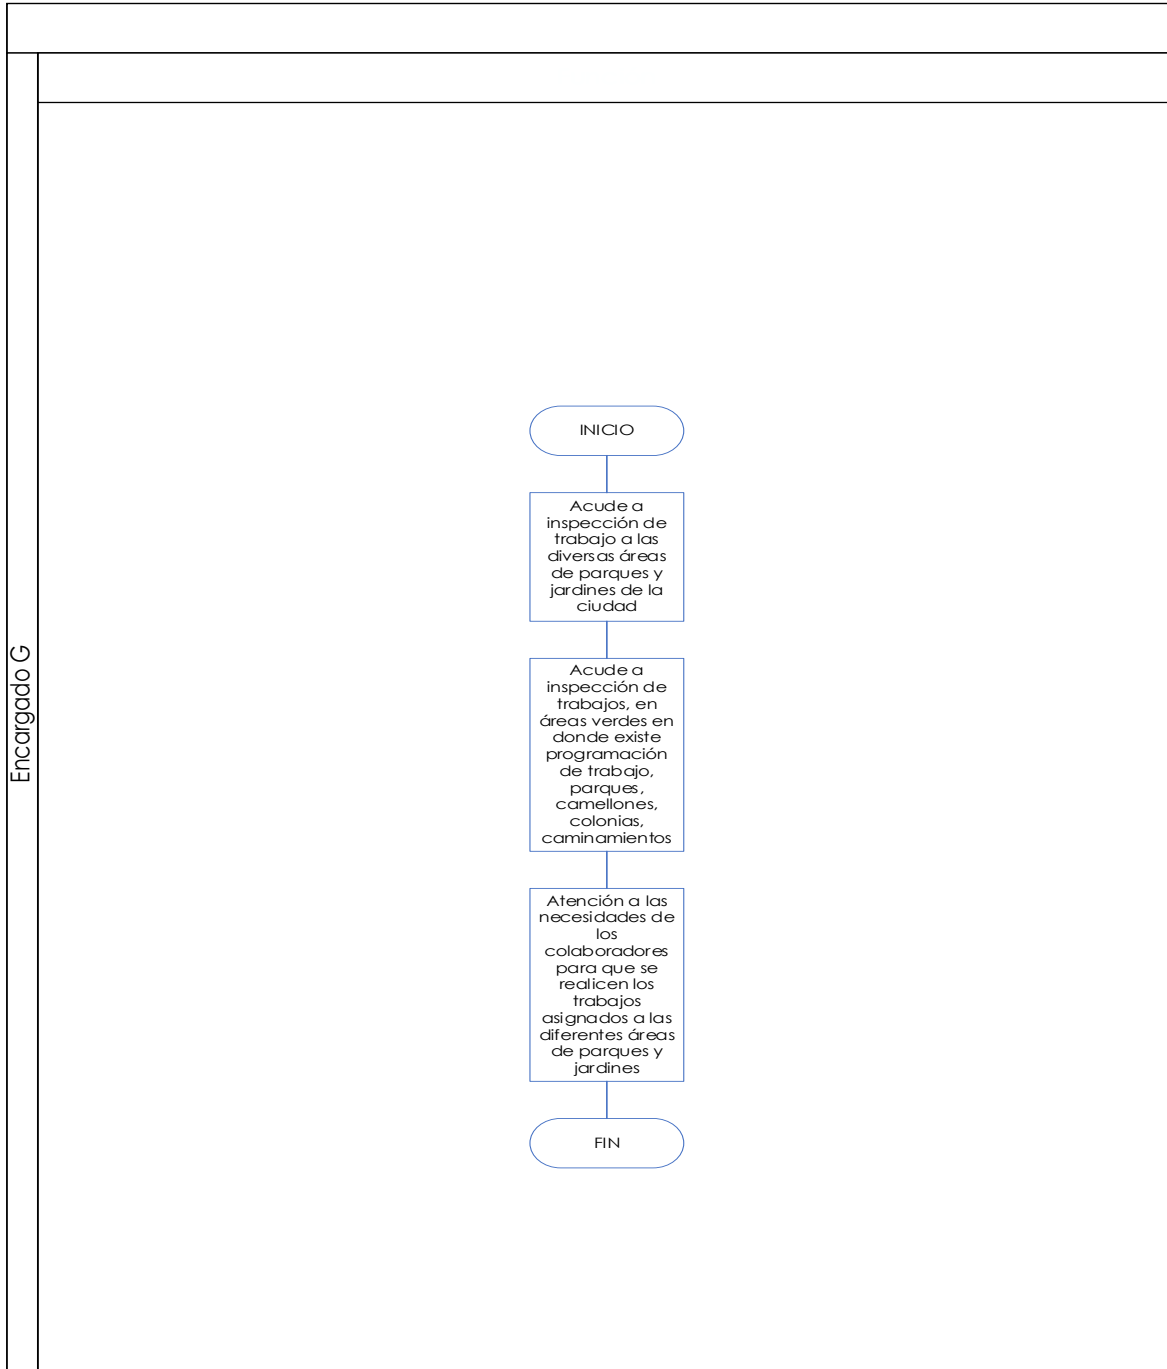 INICIO
Acude a
inspección de
trabajo a las
diversas áreas
de parques y
jardines de la
ciudad
Acude a
inspección de
trabajos, en
áreas verdes en
donde existe
programación
de trabajo,
parques,
camellones,
colonias,
caminamientos
Encargado G
Atención a las
necesidades de
los
colaboradores
para que se
realicen los
trabajos
asignados a las
diferentes áreas
de parques y
jardines
FIN